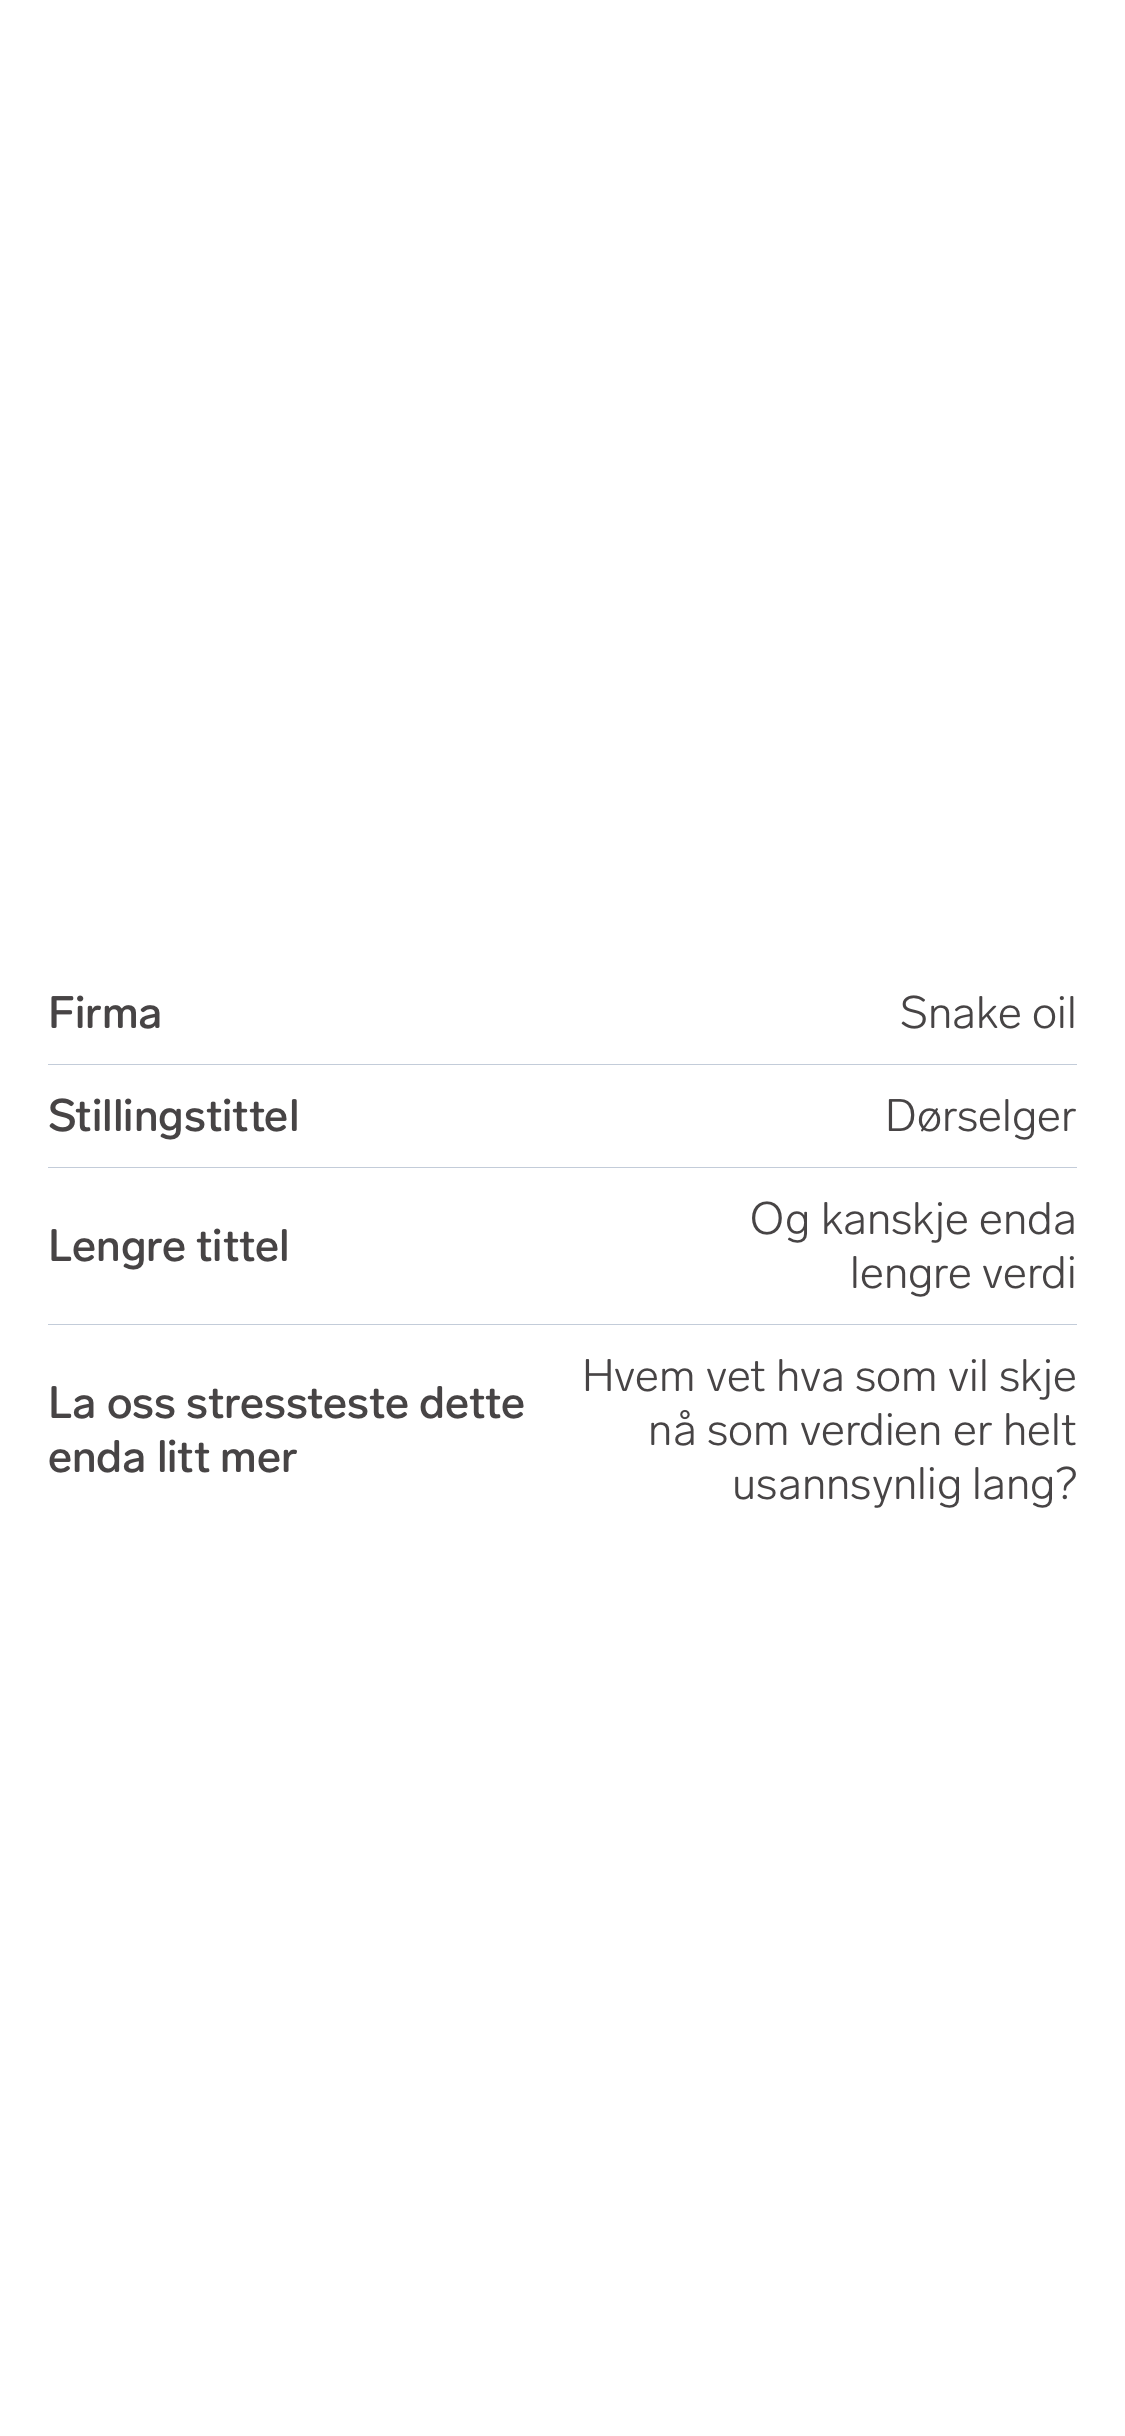 Firma
Snake oil
Stillingstittel
Dørselger
Lengre tittel
Og kanskje enda
lengre verdi
La oss stressteste dette
enda litt mer
Hvem vet hva som vil skje
nå som verdien er helt
usannsynlig lang?